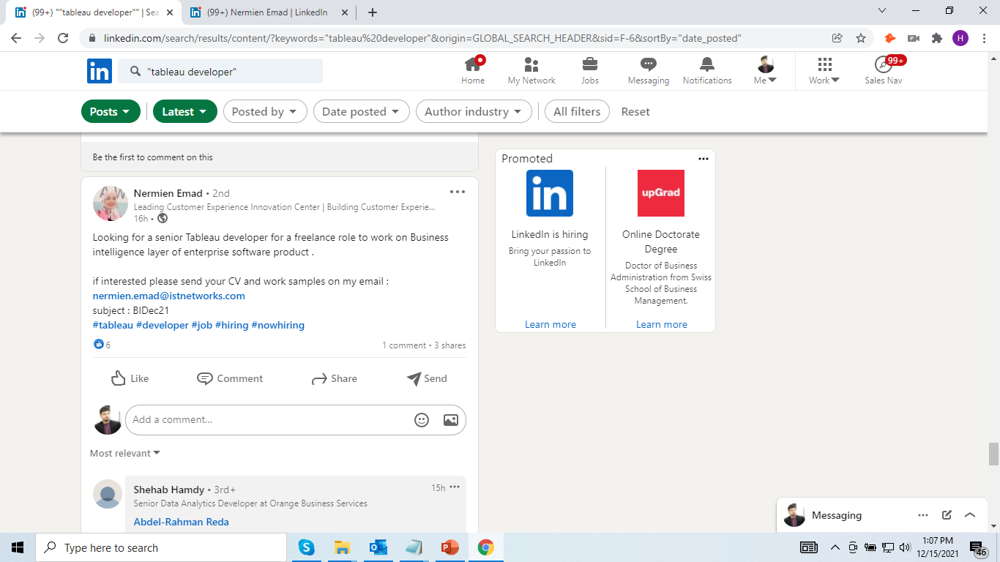 (99+) ""tableau developer"" | Sea
(99+) Nermien Emad | LinkedIn
linkedin.com/search/results/content/?keywords="tableau%20developer"&origin=GLOBAL_SEARCH_HEADER&sid=F-6&sortBy="date_posted"
H
in
"tableau developer"
Home
My Network
Jobs
Messaging
Notifications
Me
Work
99+
Sales Nav
Posts
Latest
Posted by
Date posted
Author industry
All filters
Reset
Be the first to comment on this
Nermien Emad • 2nd
Leading Customer Experience Innovation Center | Building Customer Experie...
16h •
Looking for a senior Tableau developer for a freelance role to work on Business
intelligence layer of enterprise software product .
if interested please send your CV and work samples on my email :
nermien.emad@istnetworks.com
subject : BIDec21
#tableau #developer #job #hiring #nowhiring
6
1 comment • 3 shares
Like
Comment
Share
Send
Add a comment...
Most relevant
Shehab Hamdy • 3rd+
15h
Senior Data Analytics Developer at Orange Business Services
Abdel-Rahman Reda
Promoted
in
LinkedIn is hiring
Bring your passion to
LinkedIn
Learn more
upGrad
Online Doctorate
Degree
Doctor of Business
Administration from Swiss
School of Business
Management.
Learn more
Messaging
Type here to search
1:07 PM
12/15/2021
46